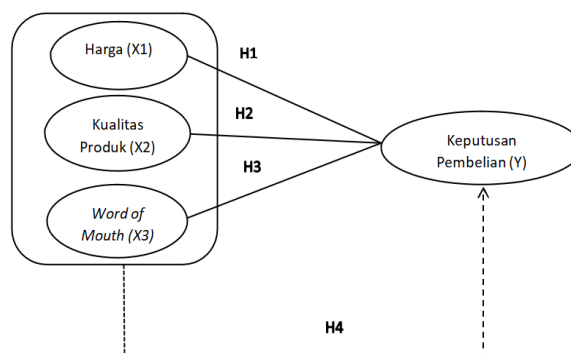 Harga (X1)
H1
Kualitas
Produk (X2)
H2
Keputusan
Pembelian (Y)
H3
Word of
Mouth (X3)
H4